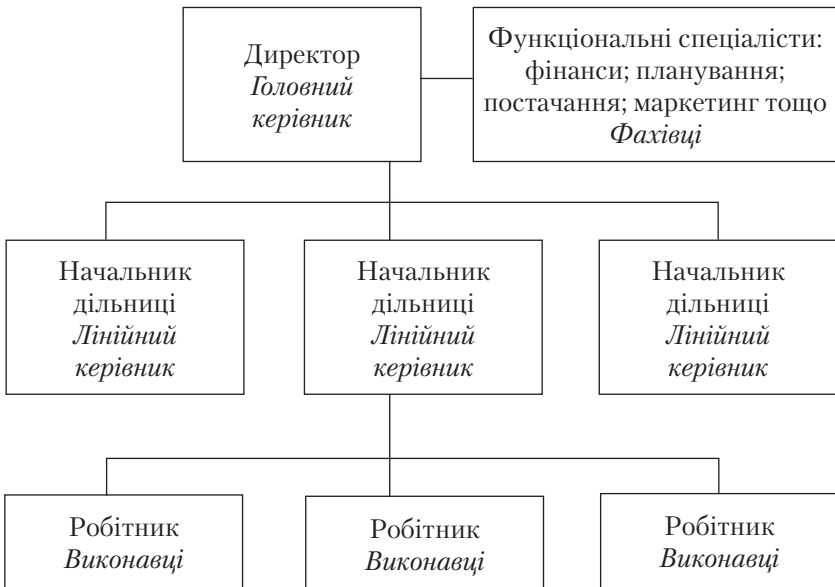 Директор
Головний
керівник
Функціональні спеціалісти:
фінанси; планування;
постачання; маркетинг тощо
Фахівці
Начальник
дільниці
Лінійний
керівник
Начальник
дільниці
Лінійний
керівник
Начальник
дільниці
Лінійний
керівник
Робітник
Виконавці
Робітник
Виконавці
Робітник
Виконавці